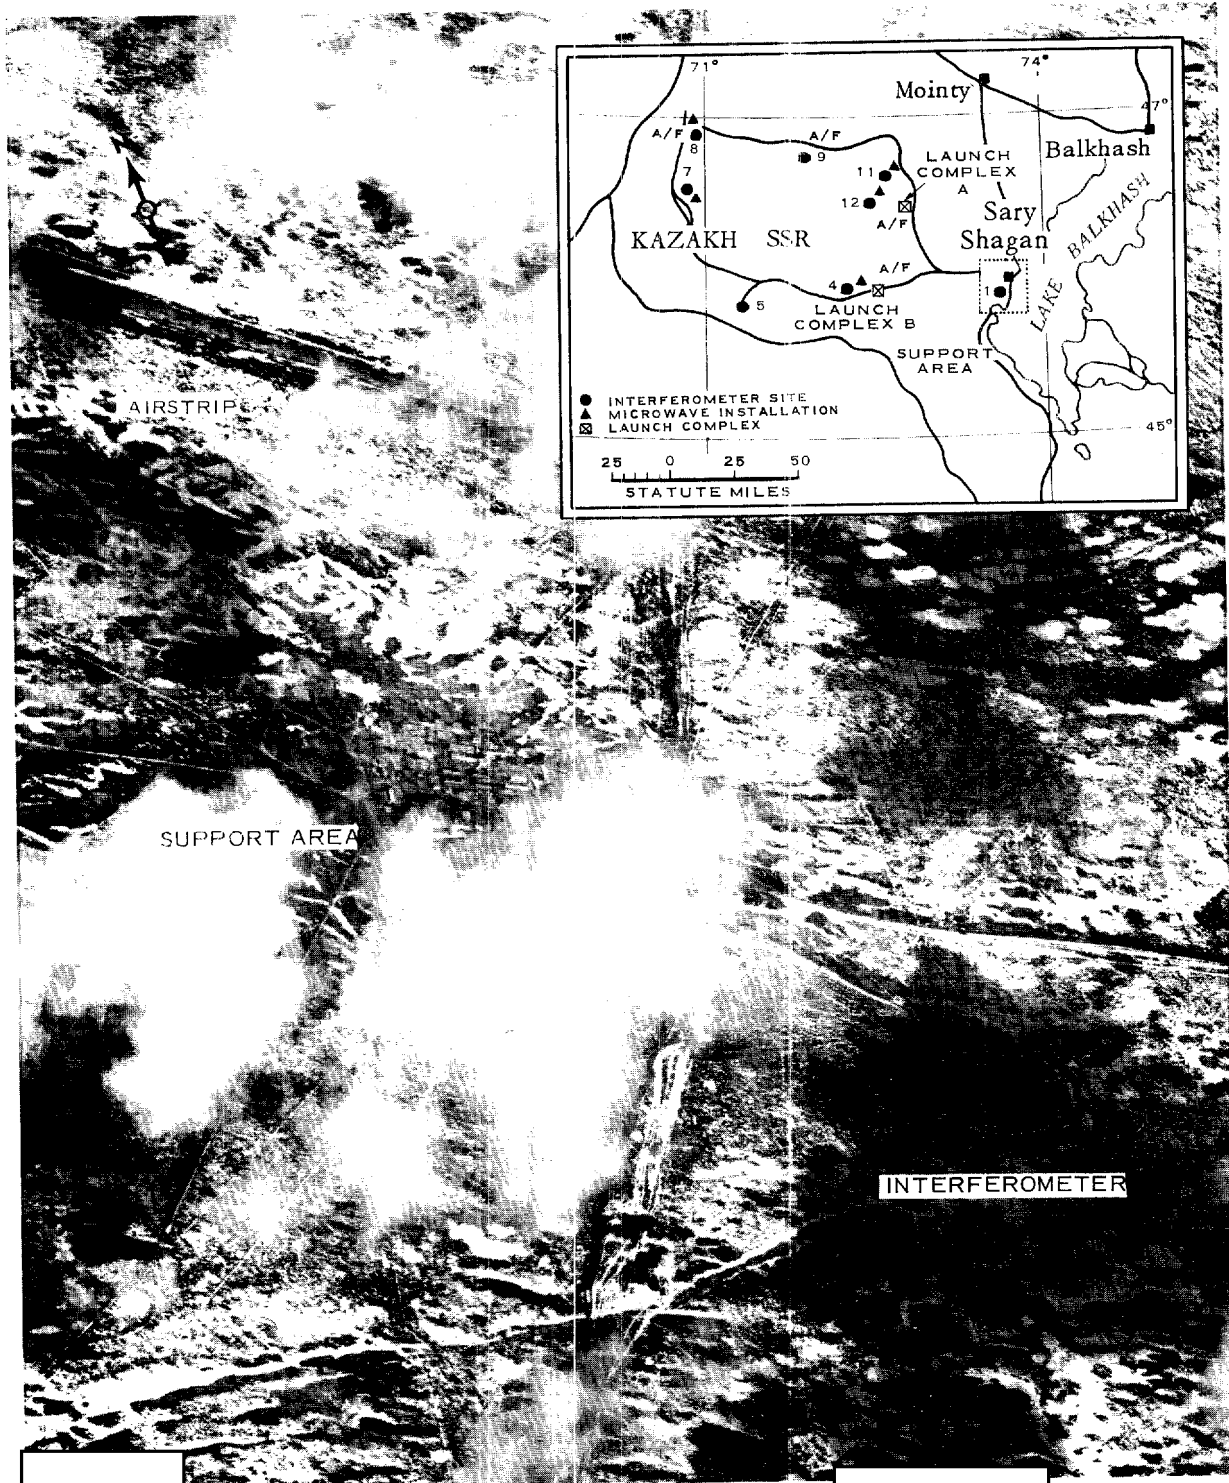 71°
74°
Mointy
47°
A/F
8
A/F
9
LAUNCH
COMPLEX
A
Balkhash
7
11
12
A/F
Sary
Shagan
KAZAKH SSR
LAKE BALKHASH
A/F
4
1
5
LAUNCH
COMPLEX B
SUPPORT
AREA
INTERFEROMETER SITE
MICROWAVE INSTALLATION
LAUNCH COMPLEX
45°
25 0 25 50
STATUTE MILES
AIRSTRIP
SUPPORT AREA
INTERFEROMETER